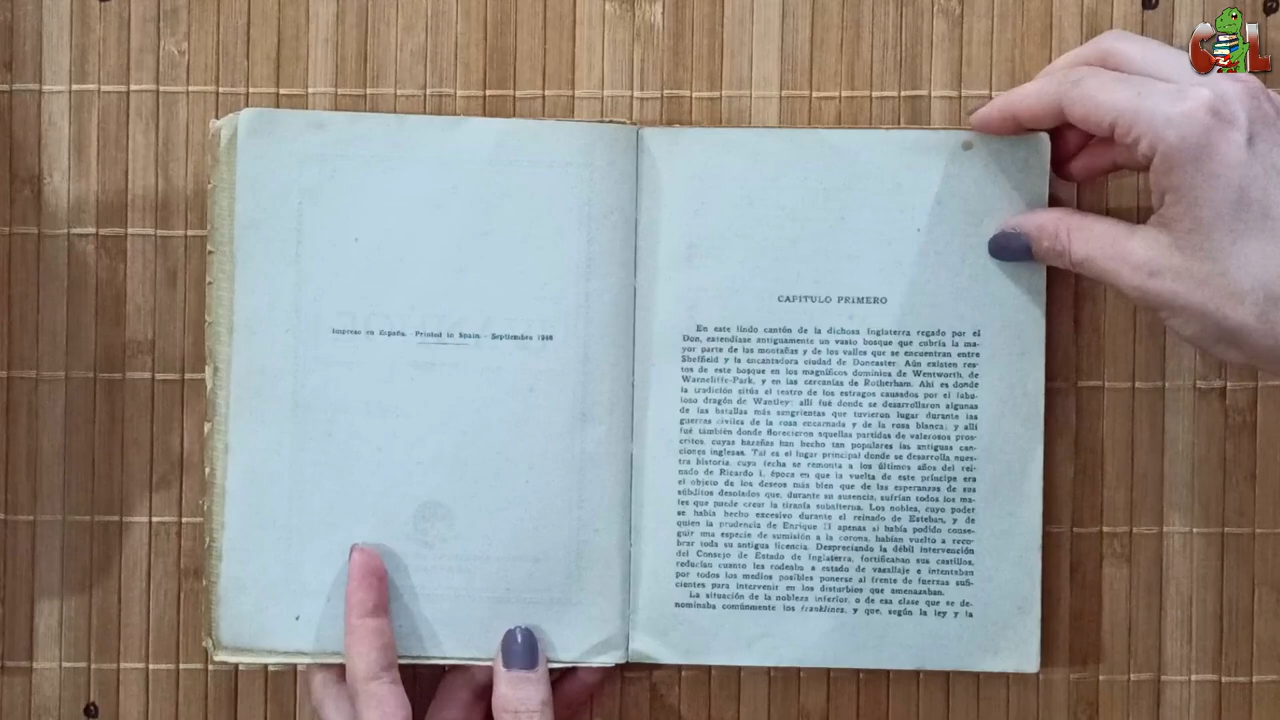 Impreso en España. - Printed in Spain. - Septiembre 1946
CAPITULO PRIMERO
En este lindo cantón de la dichosa Inglaterra regado por el
Don, extendíase antiguamente un vasto bosque que cubría la ma-
yor parte de las montañas y de los valles que se encuentran entre
Sheffield y la encantadora ciudad de Doncaster. Aún existen res-
tos de este bosque en los magníficos dominios de Wentworth, de
Warncliffe-Park, y en las cercanías de Rotherham. Ahí es donde
la tradición sitúa el teatro de los estragos causados por el fabu-
loso dragón de Wantley; allí fué donde se desarrollaron algunas
de las batallas más sangrientas que tuvieron lugar durante las
guerras civiles de la rosa encarnada y de la rosa blanca; y allí
fué también donde florecieron aquellas partidas de valerosos pros-
critos, cuyas hazañas han hecho tan populares las antiguas can-
ciones inglesas. Tal es el lugar principal donde se desarrolla nues-
tra historia, cuya fecha se remonta a los últimos años del rei-
nado de Ricardo I, época en que la vuelta de este príncipe era
el objeto de los deseos más bien que de las esperanzas de sus
súbditos desolados que, durante su ausencia, sufrían todos los ma-
les que puede crear la tiranía subalterna. Los nobles, cuyo poder
se había hecho excesivo durante el reinado de Esteban, y de
quien la prudencia de Enrique II apenas si había podido conse-
guir una especie de sumisión a la corona, habían vuelto a reco-
brar toda su antigua licencia. Despreciando la débil intervención
del Consejo de Estado de Inglaterra, fortificaban sus castillos,
reducían cuanto les rodeaba a estado de vasallaje e intentaban
por todos los medios posibles ponerse al frente de fuerzas sufi-
cientes para intervenir en los disturbios que amenazaban.
La situación de la nobleza inferior, o de esa clase que se de-
nominaba comúnmente los franklines, y que, según la ley y la